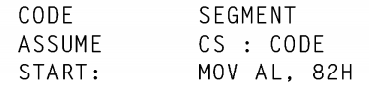 CODE SEGMENT
ASSUME CS : CODE
START: MOV AL, 82H